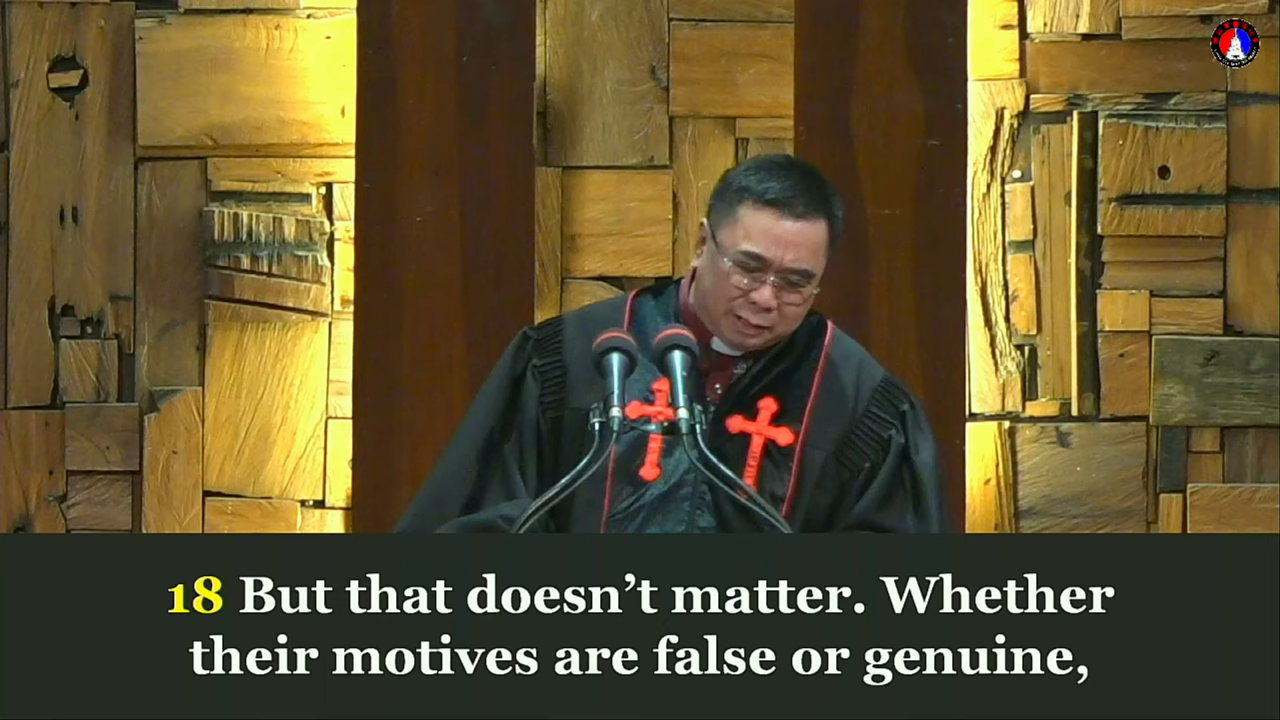 18 But that doesn’t matter. Whether
their motives are false or genuine,